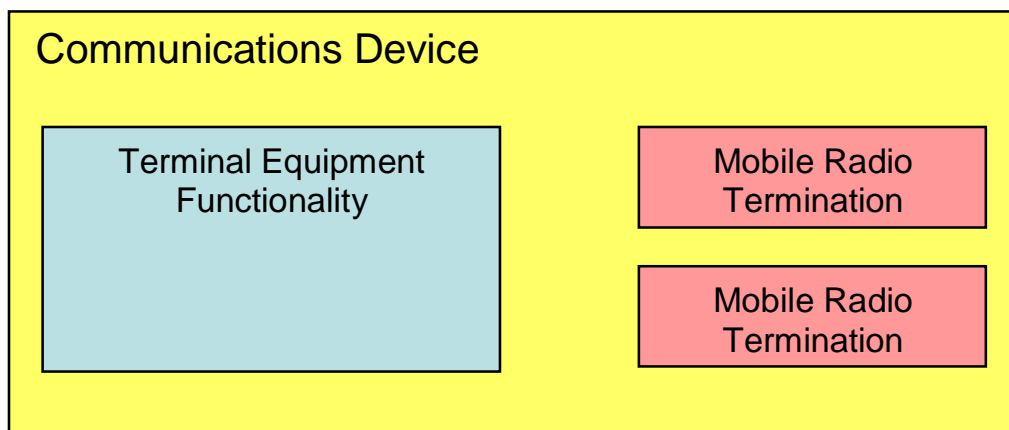 Communications Device
Terminal Equipment
Functionality
Mobile Radio
Termination
Mobile Radio
Termination